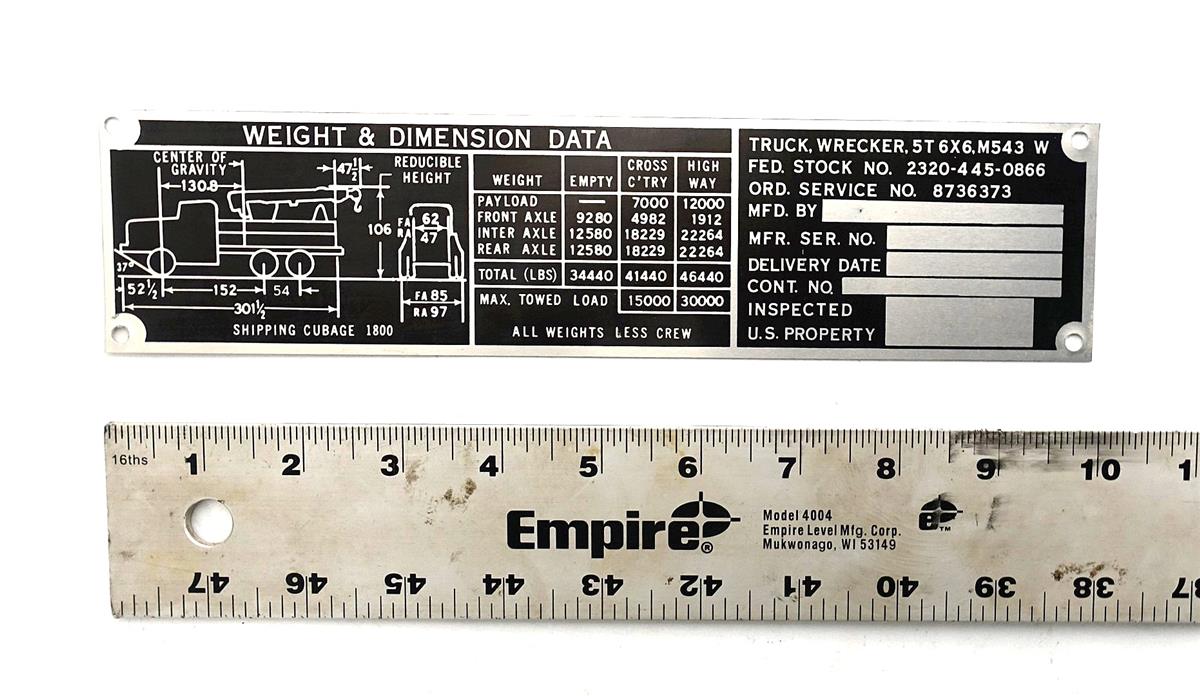 WEIGHT & DIMENSION DATA
CENTER OF
GRAVITY
130.8
47½
REDUCIBLE
HEIGHT
106
FA 62
RA 47
37°
52½ 152 54
301½
FA 85
RA 97
SHIPPING CUBAGE 1800
WEIGHT EMPTY CROSS C'TRY HIGH WAY
PAYLOAD — 7000 12000
FRONT AXLE 9280 4982 1912
INTER AXLE 12580 18229 22264
REAR AXLE 12580 18229 22264
TOTAL (LBS) 34440 41440 46440
MAX. TOWED LOAD 15000 30000
ALL WEIGHTS LESS CREW
TRUCK, WRECKER, 5T 6X6, M543 W
FED. STOCK NO. 2320-445-0866
ORD. SERVICE NO. 8736373
MFD. BY
MFR. SER. NO.
DELIVERY DATE
CONT. NO.
INSPECTED
U.S. PROPERTY
16ths 1 2 3 4 5 6 7 8 9 10
Empire ®
Model 4004
Empire Level Mfg. Corp.
Mukwonago, WI 53149
e TM
47 46 45 44 43 42 41 40 39 38 37